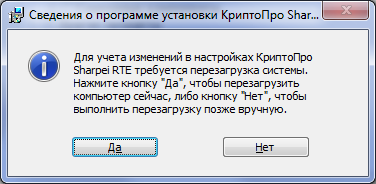 Сведения о программе установки КриптоПро Shar...
Для учета изменений в настройках КриптоПро
Sharpei RTE требуется перезагрузка системы.
Нажмите кнопку "Да", чтобы перезагрузить
компьютер сейчас, либо кнопку "Нет", чтобы
выполнить перезагрузку позже вручную.
Да
Нет